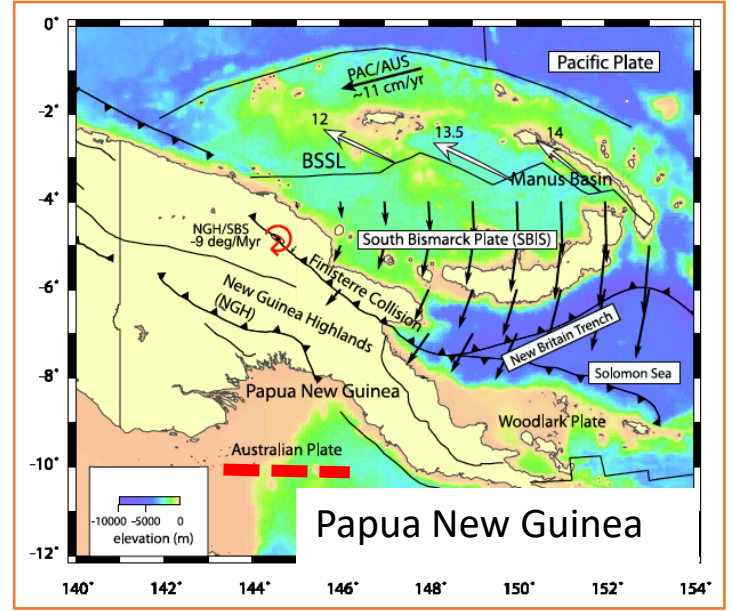 0°
-2°
-4°
-6°
-8°
-10°
-12°
PAC/AUS
~11 cm/yr
Pacific Plate
12
13.5
14
BSSL
Manus Basin
NGH/SBS
-9 deg/Myr
South Bismarck Plate (SBlS)
Finisterre Collision
New Guinea Highlands
(NGH)
New Britain Trench
Solomon Sea
Papua New Guinea
Woodlark Plate
Australian Plate
-10000 -5000 0
elevation (m)
Papua New Guinea
140° 142° 144° 146° 148° 150° 152° 154°